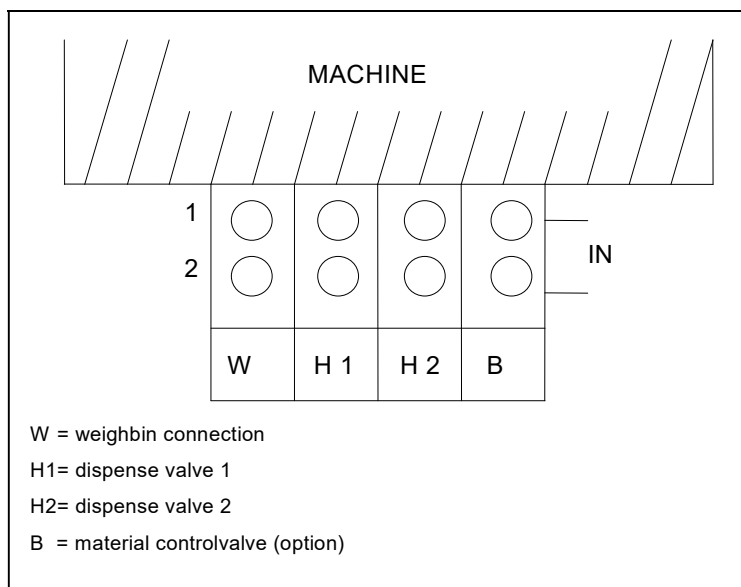 MACHINE
1
2
IN
W H 1 H 2 B
W = weighbin connection
H1= dispense valve 1
H2= dispense valve 2
B = material controlvalve (option)